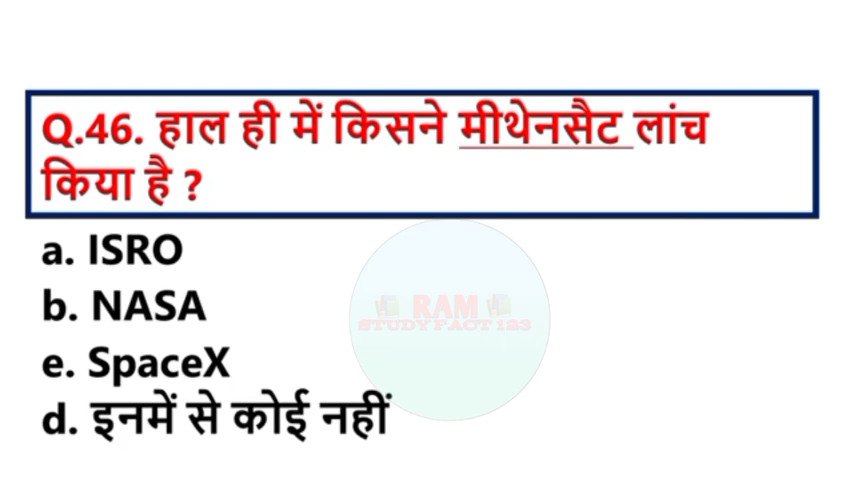 Q.46. हाल ही में किसने मीथेनसैट लांच
किया है ?
a. ISRO
b. NASA
e. SpaceX
d. इनमें से कोई नहीं
RAM
STUDY FACT 123